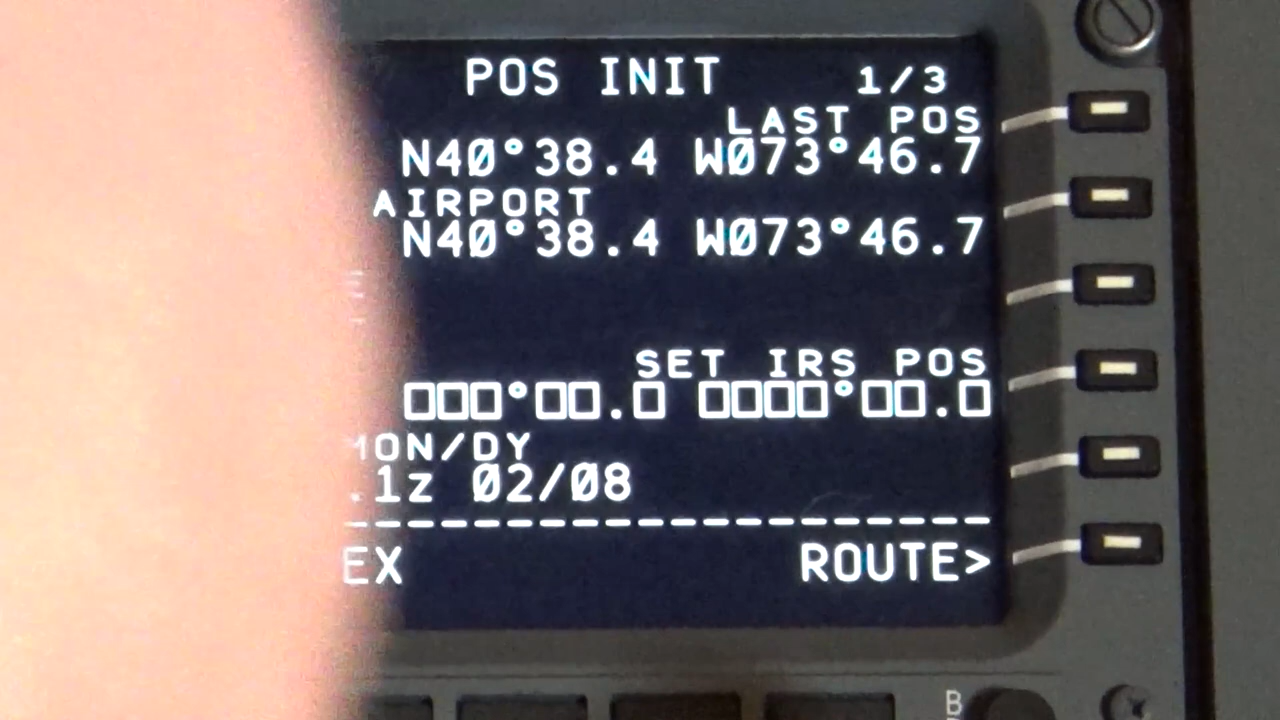 POS INIT 1/3
LAST POS
N40°38.4 W073°46.7
AIRPORT
N40°38.4 W073°46.7
SET IRS POS
□□□°□□.□ □□□□°□□.□
ON/DY
.1z 02/08
--------------------
EX ROUTE>
B